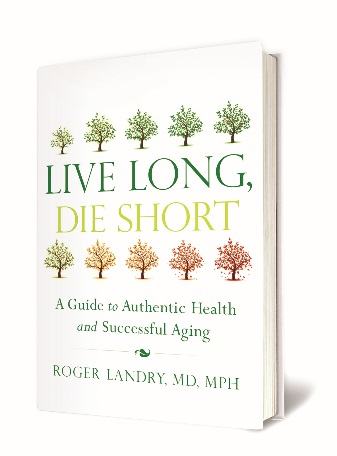 LIVE LONG,
DIE SHORT
A Guide to Authentic Health
and Successful Aging
ROGER LANDRY, MD, MPH